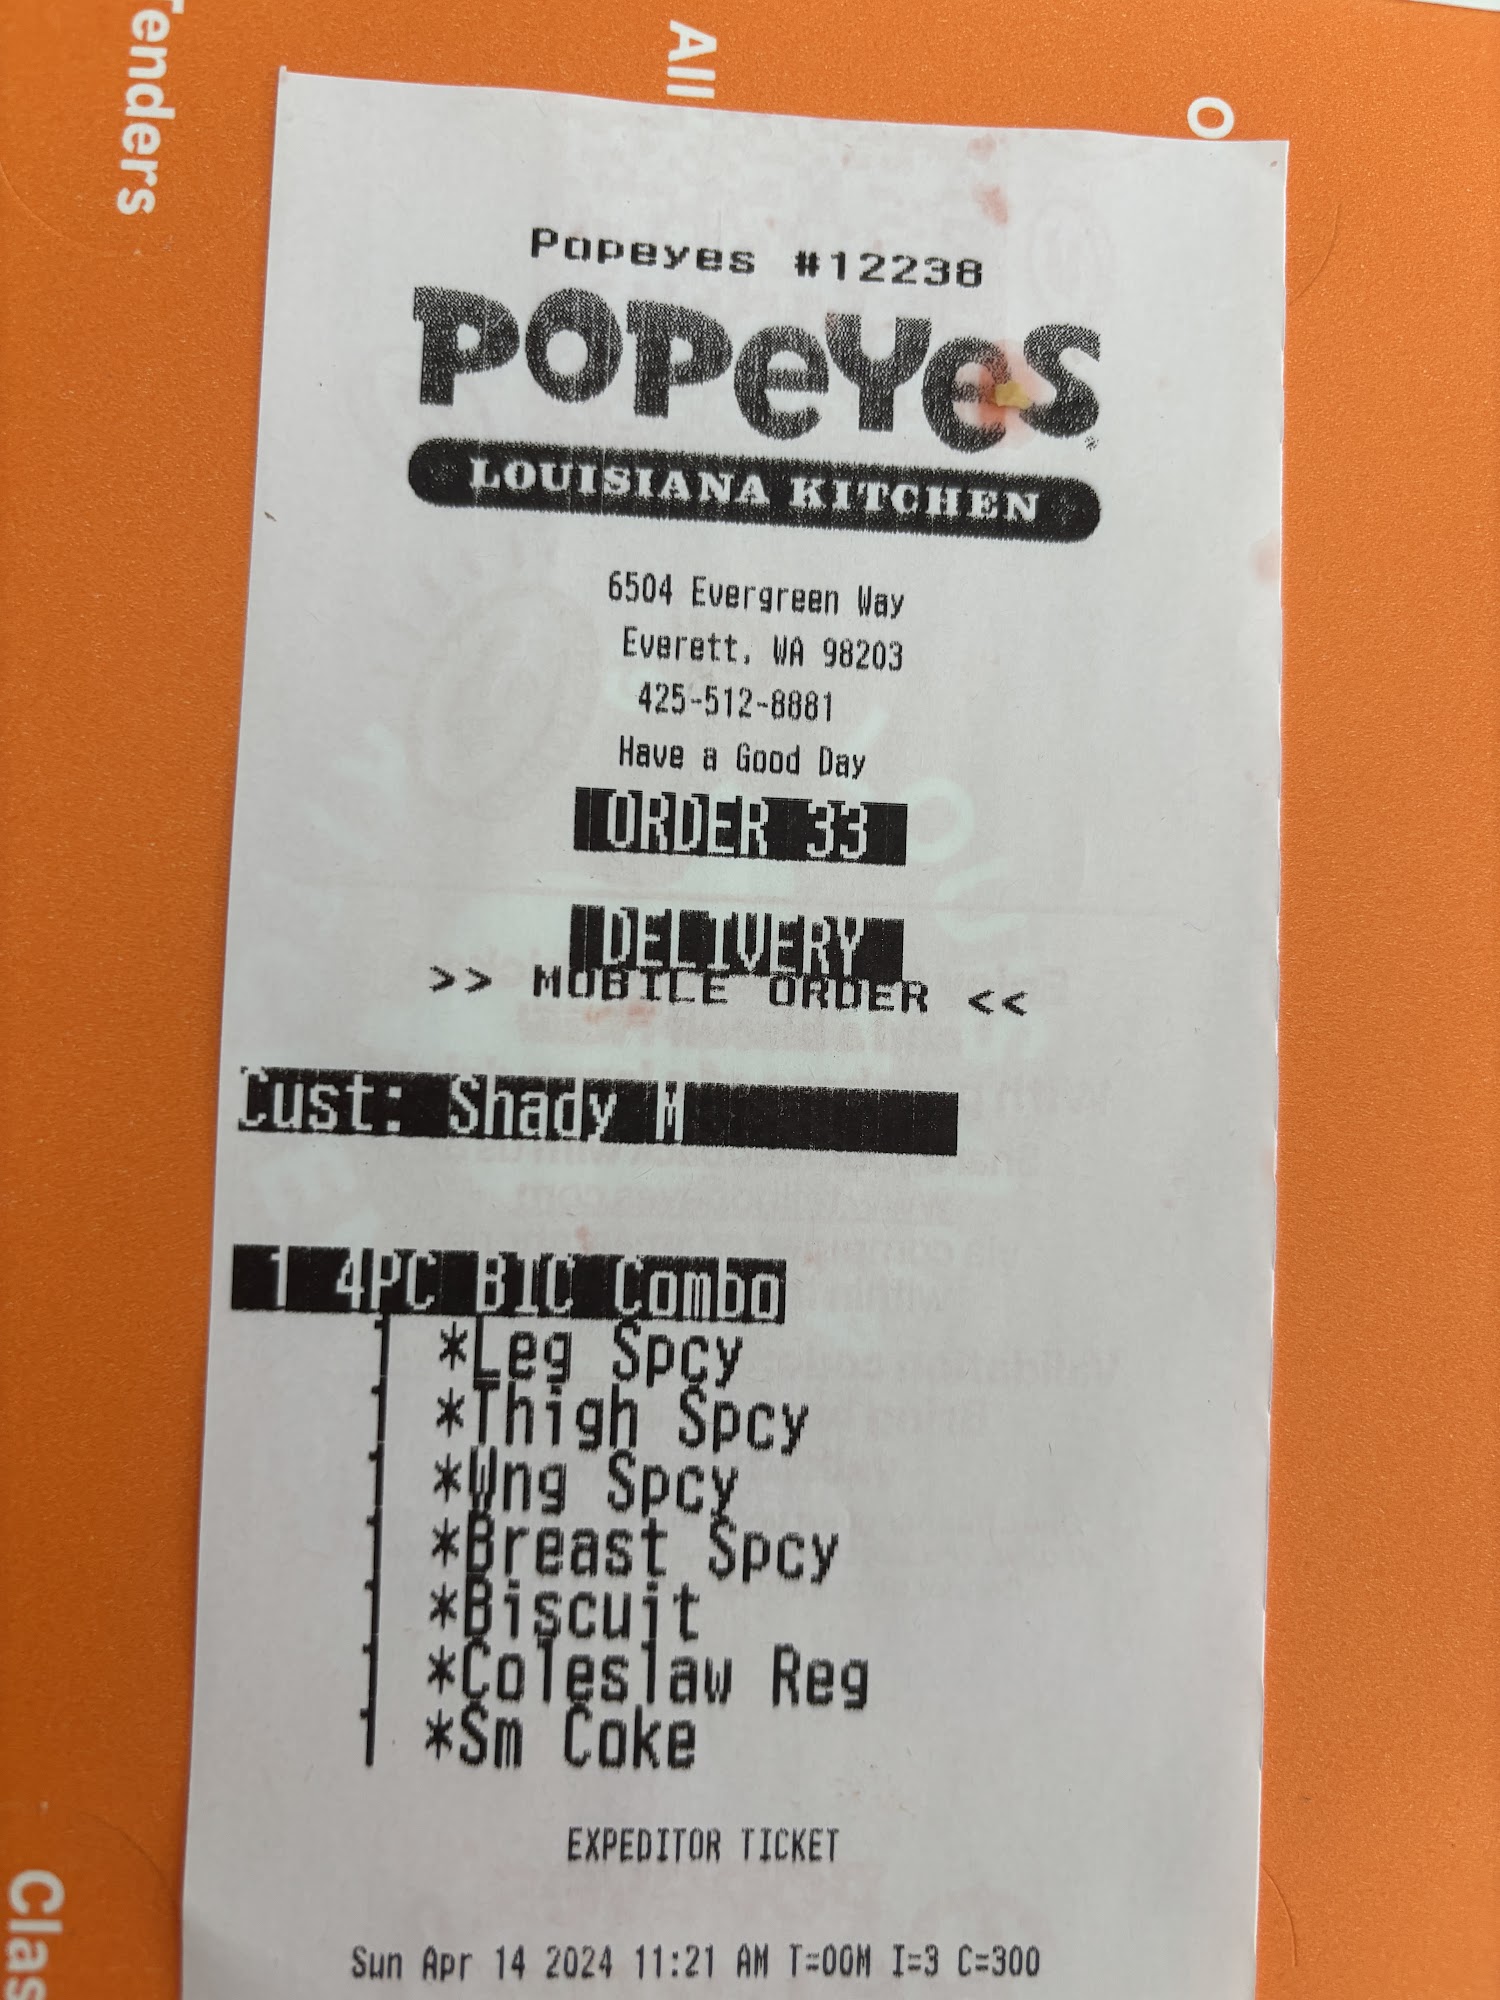 Tenders
All
Popeyes #12238
POPEYES
LOUISIANA KITCHEN
6504 Evergreen Way
Everett, WA 98203
425-512-8881
Have a Good Day
ORDER 33
DELIVERY
>> MOBILE ORDER <<
Cust: Shady M
1 4PC BIC Combo
*Leg Spcy
*Thigh Spcy
*Wng Spcy
*Breast Spcy
*Biscuit
*Coleslaw Reg
*Sm Coke
EXPEDITOR TICKET
Sun Apr 14 2024 11:21 AM T=00M I=3 C=300